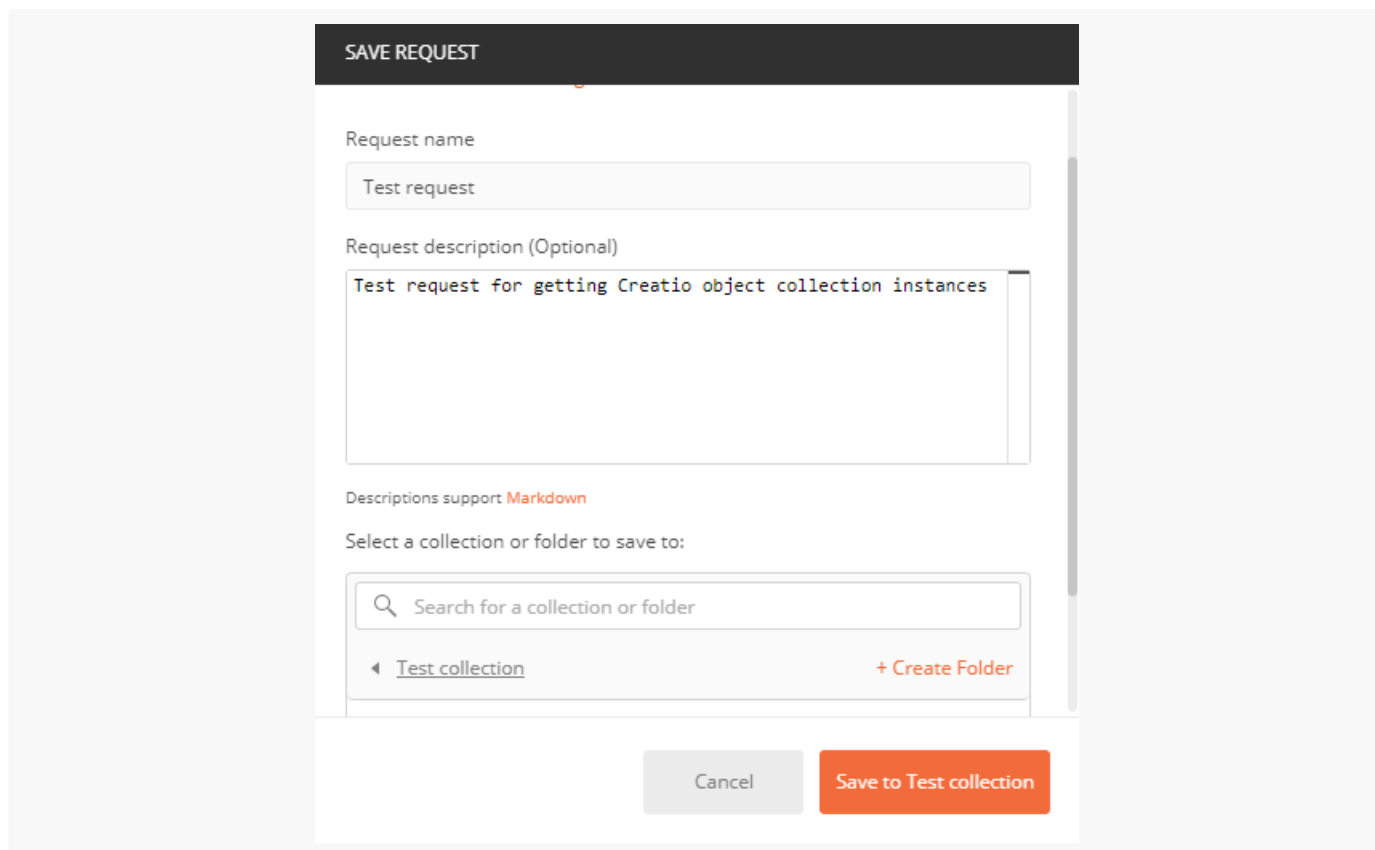 SAVE REQUEST
Request name
Test request
Request description (Optional)
Test request for getting Creatio object collection instances
Descriptions support Markdown
Select a collection or folder to save to:
Search for a collection or folder
Test collection + Create Folder
Cancel Save to Test collection